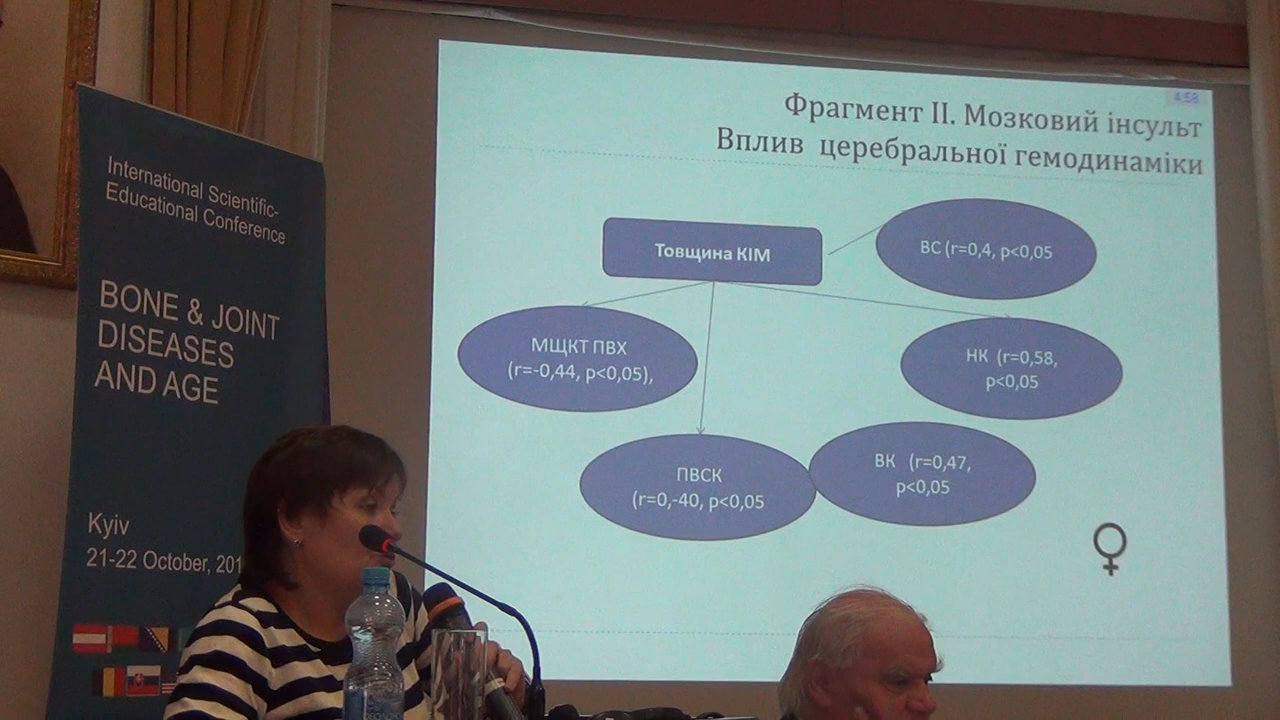 International Scientific-
Educational Conference
BONE & JOINT
DISEASES
AND AGE
Kyiv
21-22 October, 201
4:58
Фрагмент ІІ. Мозковий інсульт
Вплив церебральної гемодинаміки
Товщина КІМ
ВС (r=0,4, p<0,05
МЩКТ ПВХ
(r=-0,44, p<0,05),
НК (r=0,58,
p<0,05
ПВСК
(r=0,-40, p<0,05
ВК (r=0,47,
p<0,05